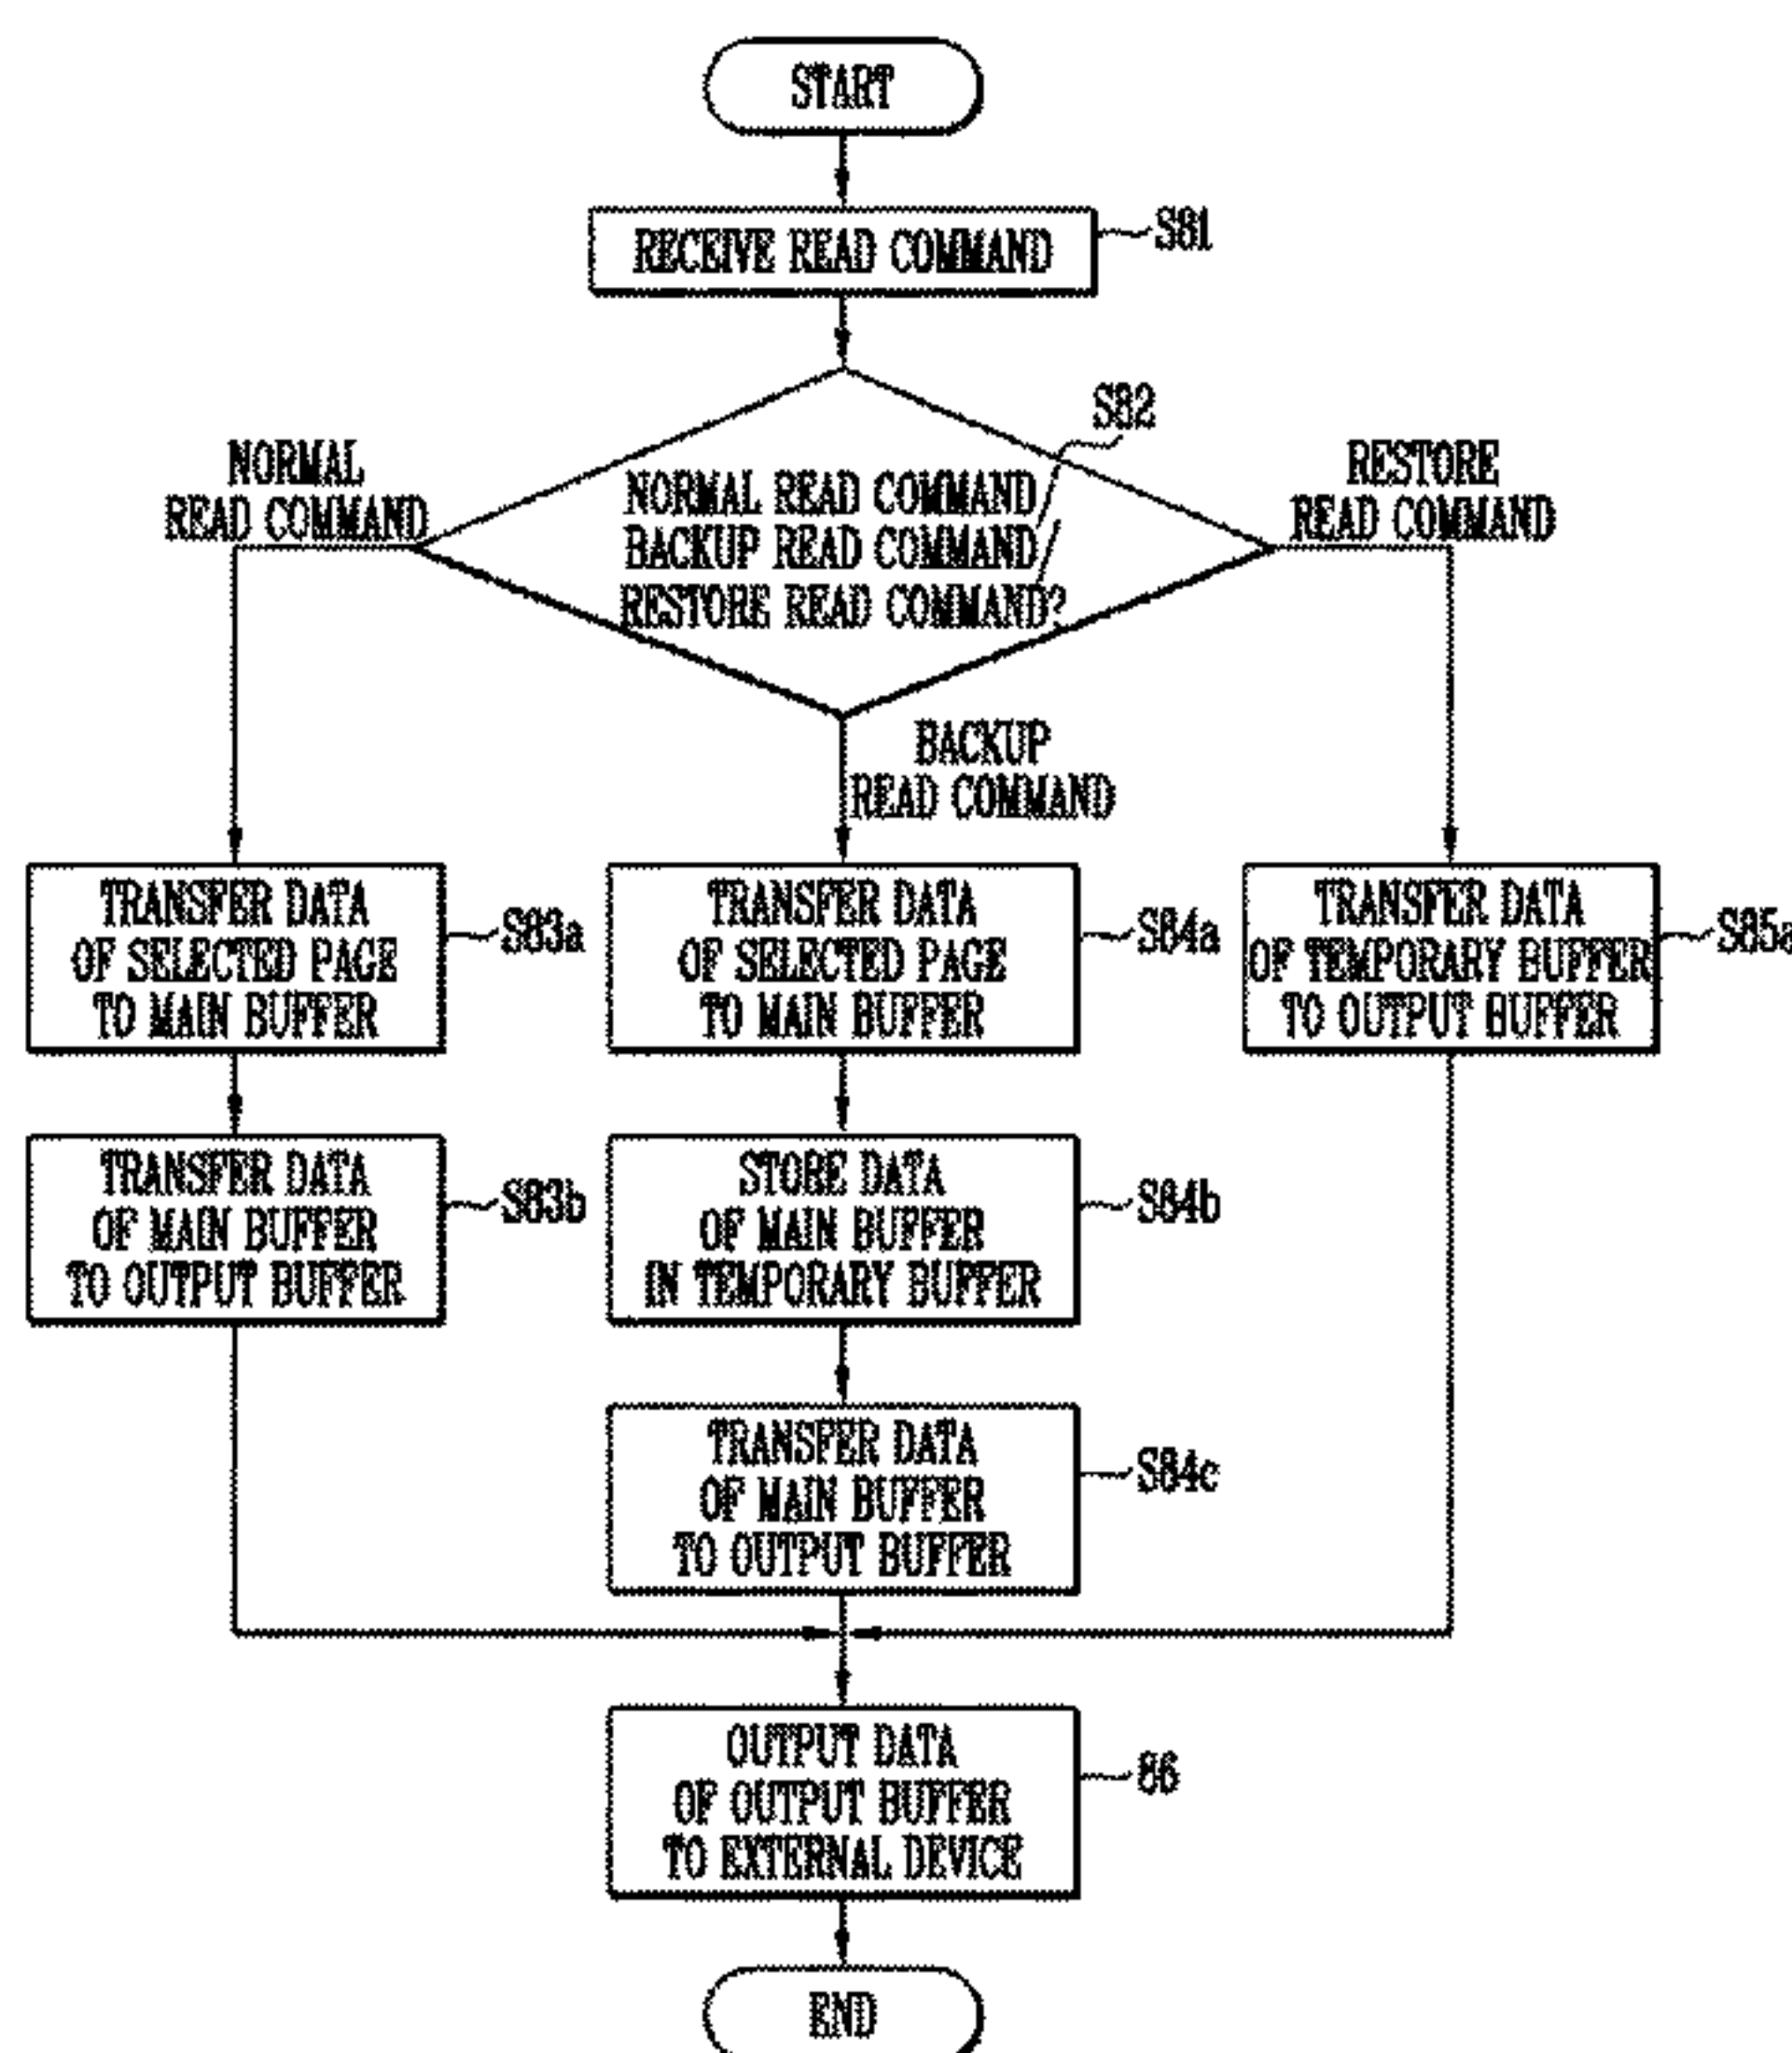 START
RECEIVE READ COMMAND
S81
S82
NORMAL
READ COMMAND
NORMAL READ COMMAND
BACKUP READ COMMAND
RESTORE READ COMMAND?
RESTORE
READ COMMAND
BACKUP
READ COMMAND
TRANSFER DATA
OF SELECTED PAGE
TO MAIN BUFFER
S83a
TRANSFER DATA
OF SELECTED PAGE
TO MAIN BUFFER
S84a
TRANSFER DATA
OF TEMPORARY BUFFER
TO OUTPUT BUFFER
S85a
TRANSFER DATA
OF MAIN BUFFER
TO OUTPUT BUFFER
S83b
STORE DATA
OF MAIN BUFFER
IN TEMPORARY BUFFER
S84b
TRANSFER DATA
OF MAIN BUFFER
TO OUTPUT BUFFER
S84c
OUTPUT DATA
OF OUTPUT BUFFER
TO EXTERNAL DEVICE
86
END